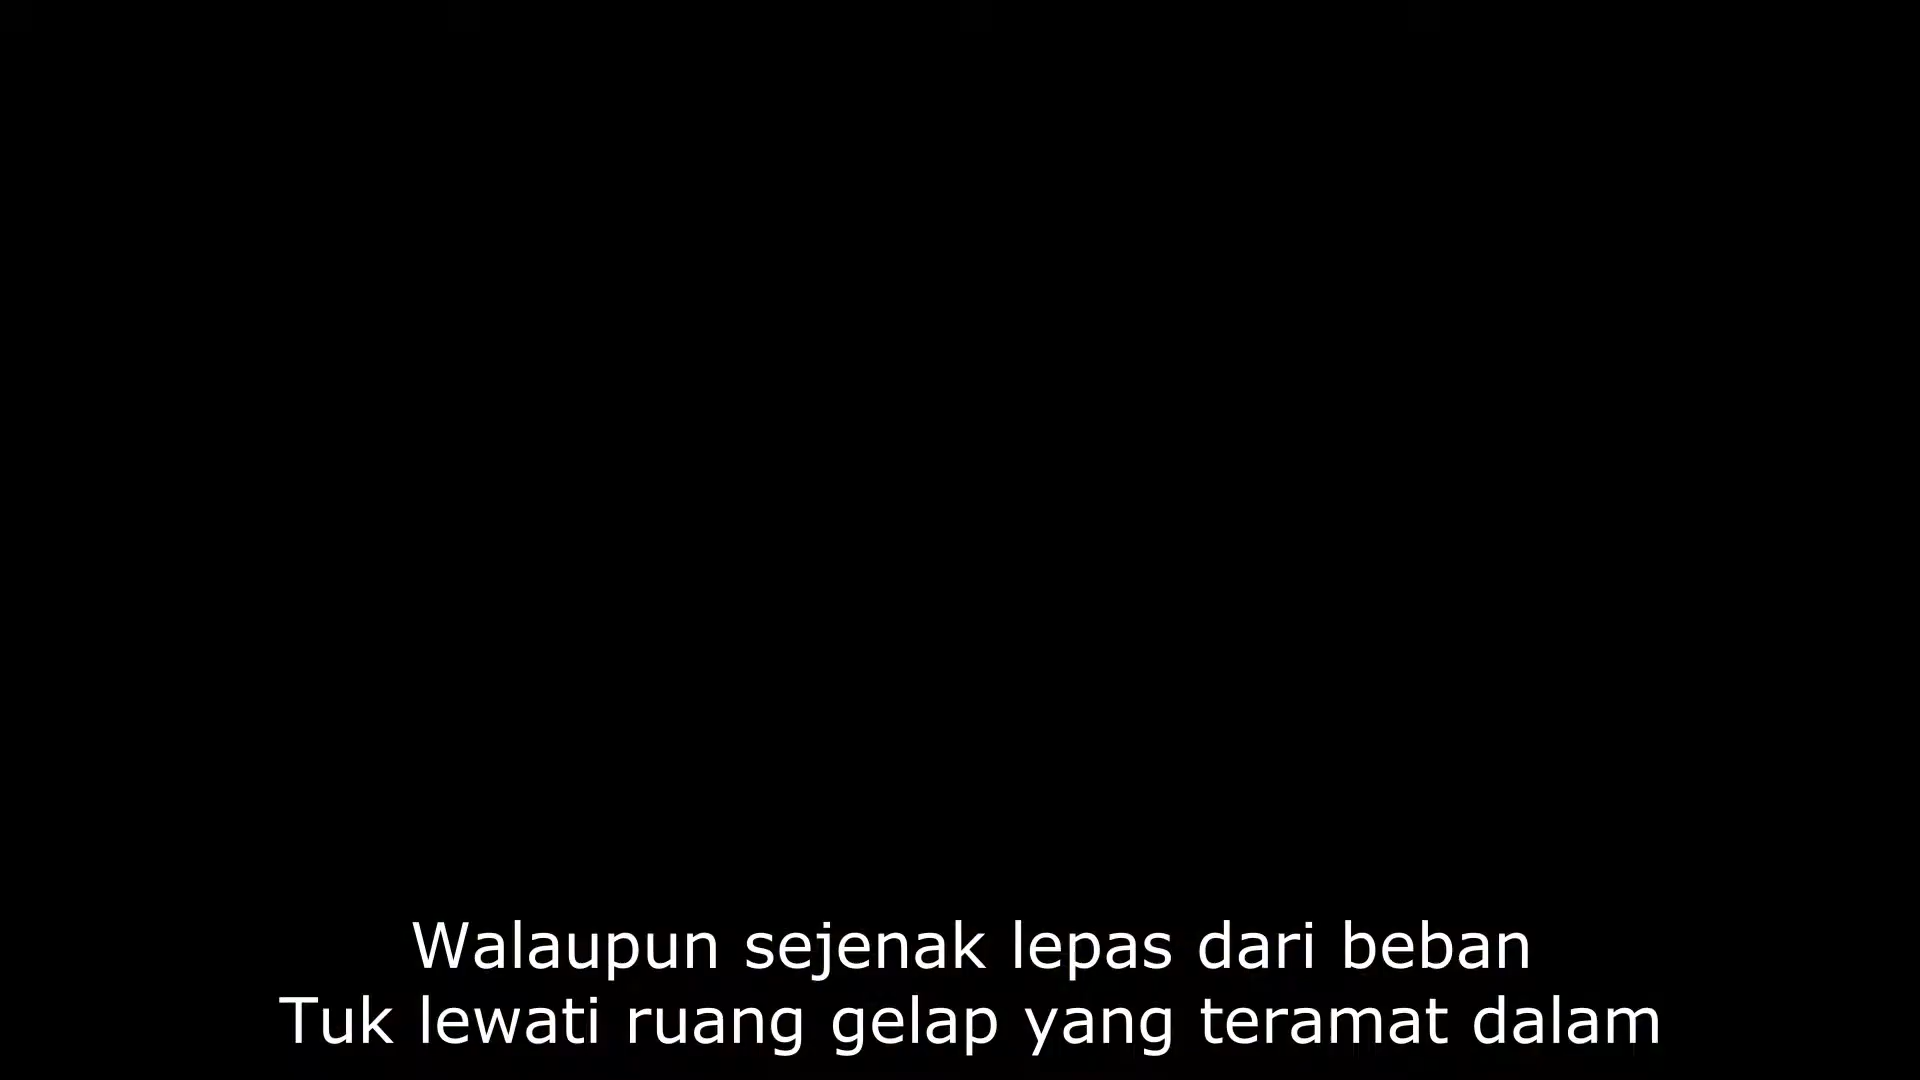 Walaupun sejenak lepas dari beban
Tuk lewati ruang gelap yang teramat dalam